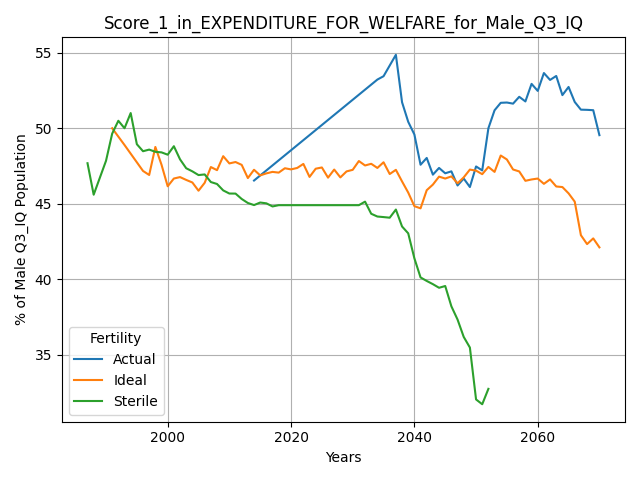 Score_1_in_EXPENDITURE_FOR_WELFARE_for_Male_Q3_IQ
% of Male Q3_IQ Population
55
50
45
40
35
Fertility
Actual
Ideal
Sterile
2000
2020
2040
2060
Years